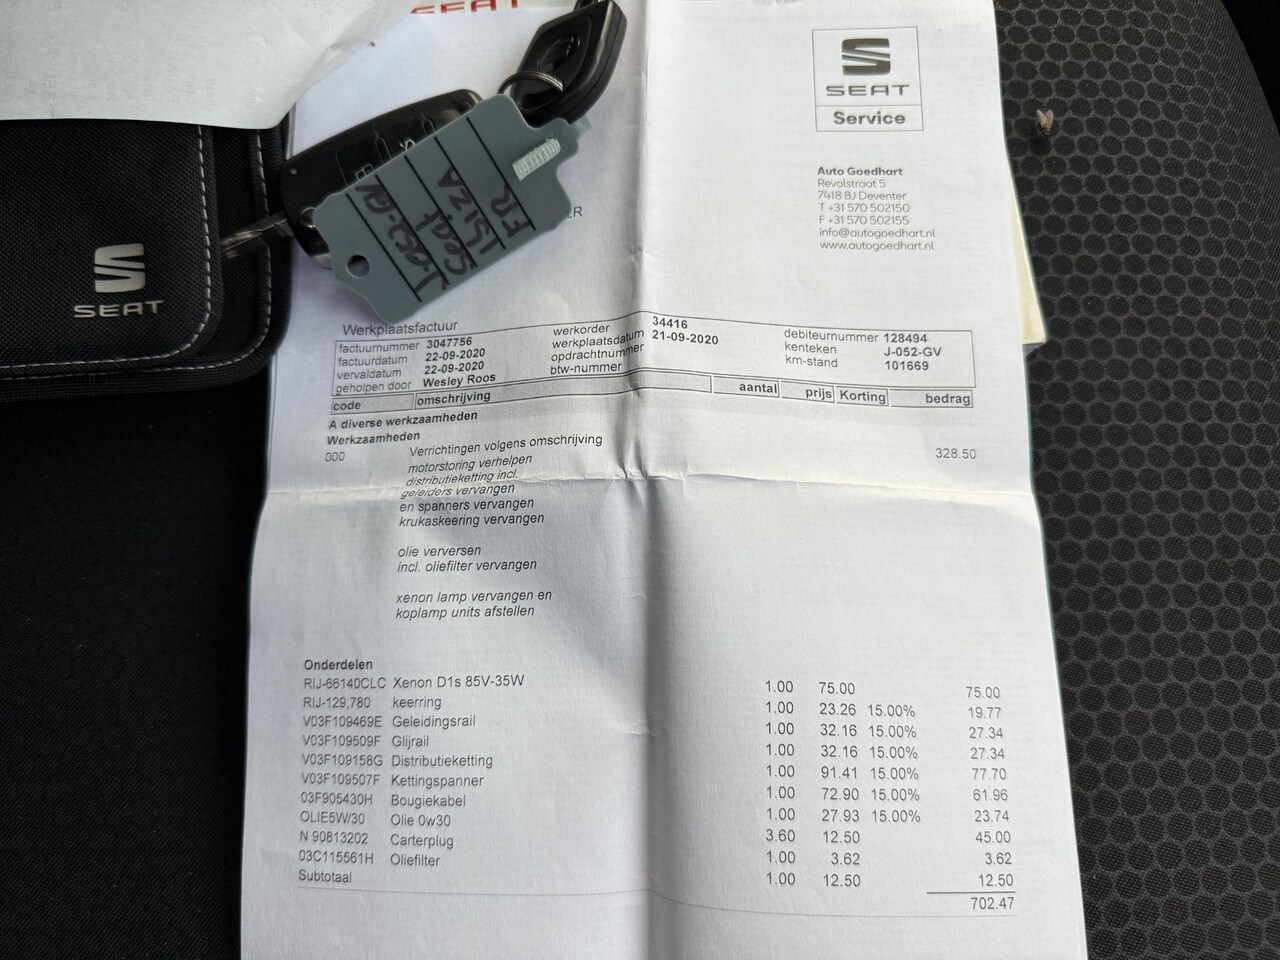 SEAT
SEAT
Service
Auto Goedhart
Revalstraat 5
7418 BJ Deventer
T +31 570 502150
F +31 570 502155
info@autogoedhart.nl
www.autogoedhart.nl
J-052-GV
Seat
ISIZA
FR
ER
SEAT
Werkplaatsfactuur
factuurnummer 3047756 werkorder 34416 debiteurnummer 128494
factuurdatum 22-09-2020 werkplaatsdatum 21-09-2020 kenteken J-052-GV
vervaldatum 22-09-2020 opdrachtnummer km-stand 101669
geholpen door Wesley Roos btw-nummer
code omschrijving aantal prijs Korting bedrag
A diverse werkzaamheden
Werkzaamheden
000 Verrichtingen volgens omschrijving 328.50
motorstoring verhelpen
distributieketting incl.
geleiders vervangen
en spanners vervangen
krukaskeering vervangen
olie verversen
incl. oliefilter vervangen
xenon lamp vervangen en
koplamp units afstellen
Onderdelen
RIJ-66140CLC Xenon D1s 85V-35W 1.00 75.00 75.00
RIJ-129,780 keerring 1.00 23.26 15.00% 19.77
V03F109469E Geleidingsrail 1.00 32.16 15.00% 27.34
V03F109509F Glijrail 1.00 32.16 15.00% 27.34
V03F109158G Distributieketting 1.00 91.41 15.00% 77.70
V03F109507F Kettingspanner 1.00 72.90 15.00% 61.96
03F905430H Bougiekabel 1.00 27.93 15.00% 23.74
OLIE5W/30 Olie 0w30 3.60 12.50 45.00
N 90813202 Carterplug 1.00 3.62 3.62
03C115561H Oliefilter 1.00 12.50 12.50
Subtotaal 702.47